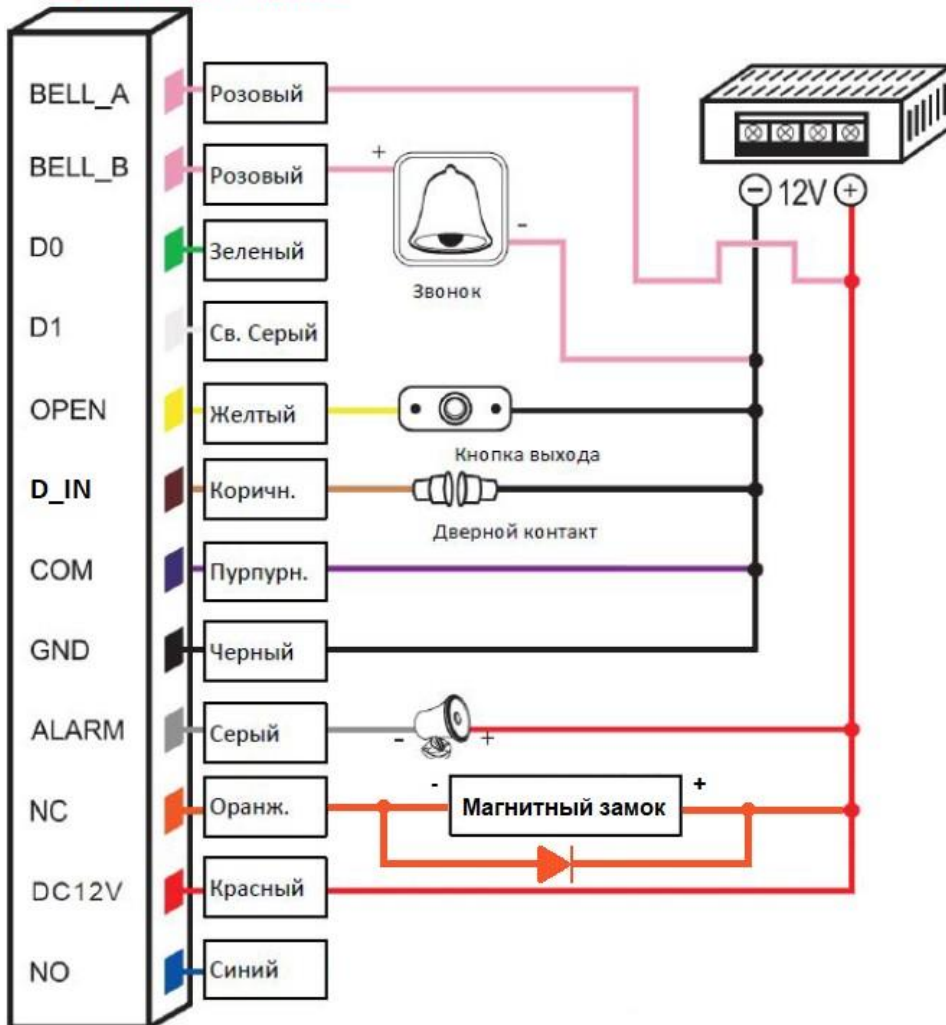 BELL_A Розовый
BELL_B Розовый +
D0 Зеленый -
Звонок
D1 Св. Серый
OPEN Желтый
Кнопка выхода
D_IN Коричн.
Дверной контакт
COM Пурпурн.
GND Черный
ALARM Серый - +
NC Оранж. - Магнитный замок +
DC12V Красный
NO Синий
- 12V +